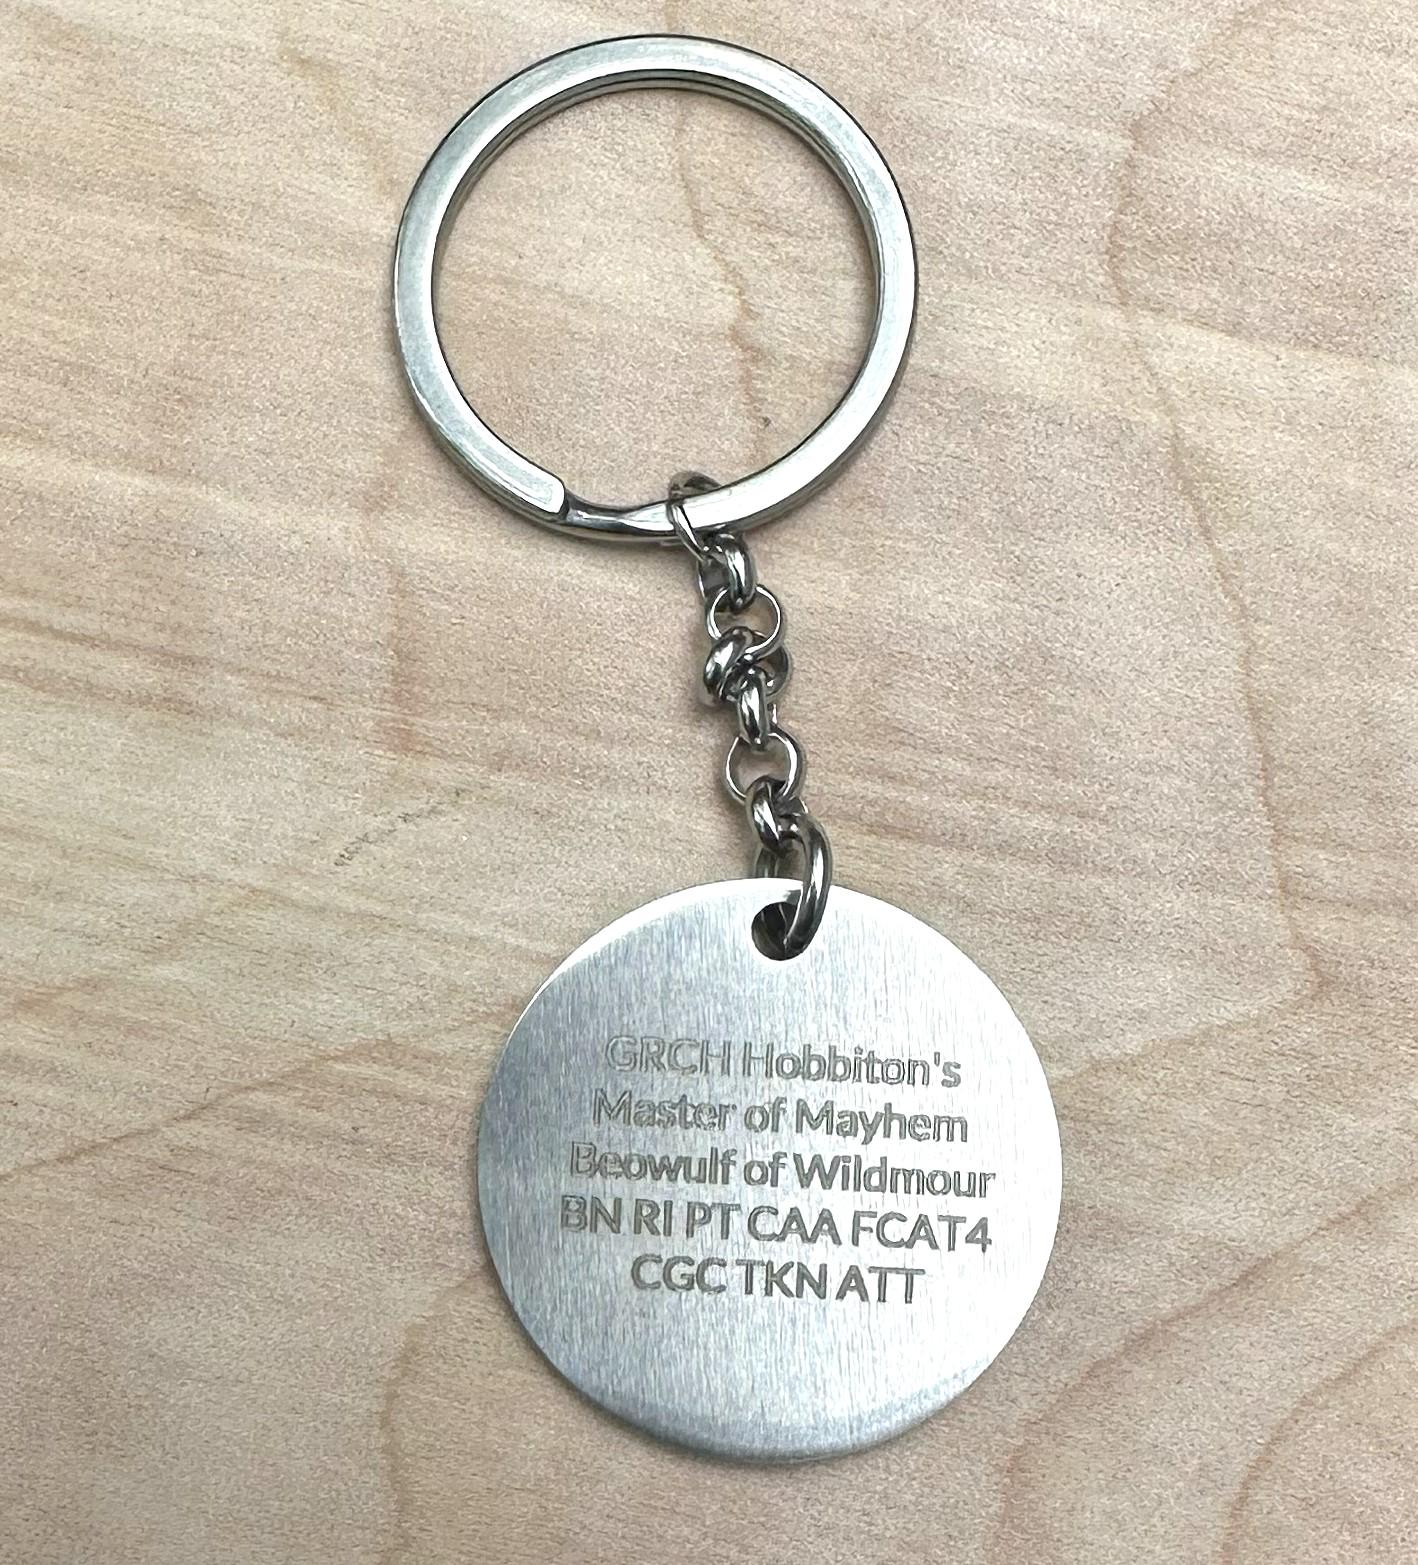 GRCH Hobbiton's
Master of Mayhem
Beowulf of Wildmour
BN RI PT CAA FCAT4
CGC TKN ATT